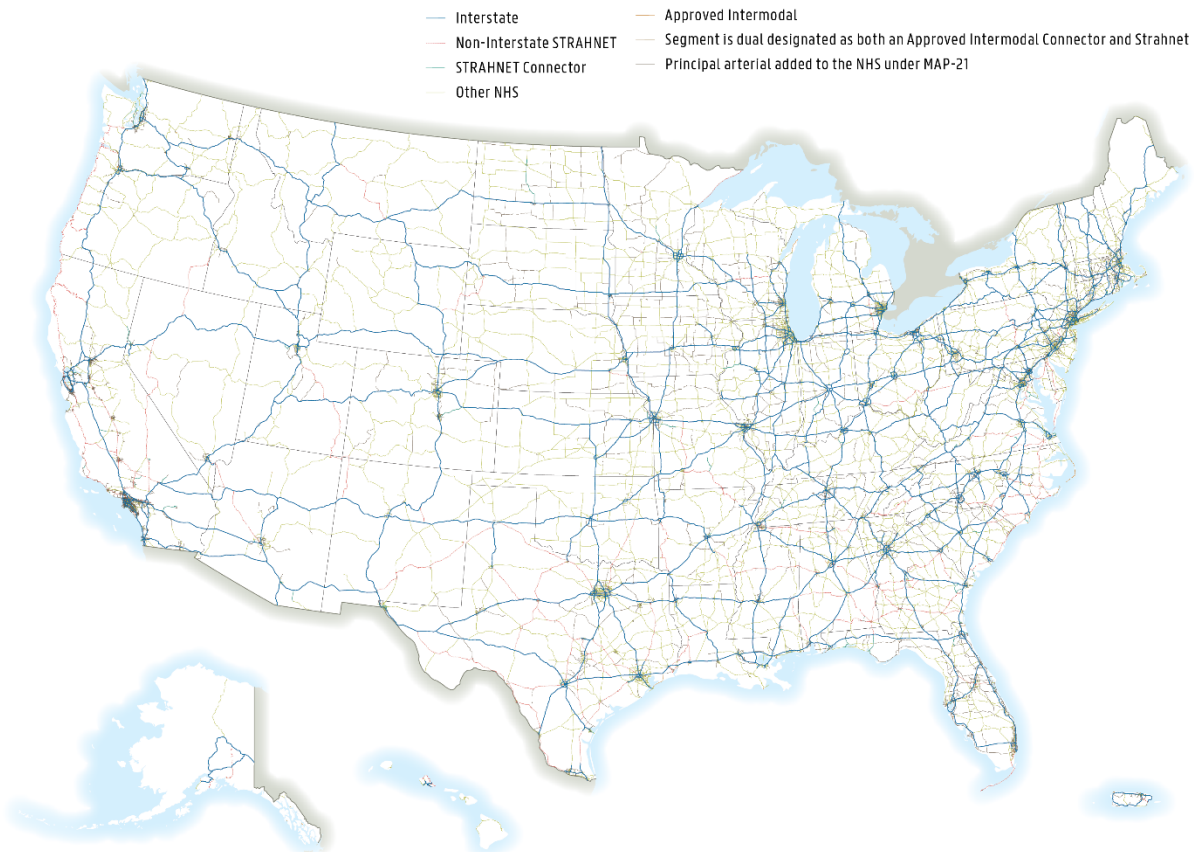 Interstate
Non-Interstate STRAHNET
STRAHNET Connector
Other NHS
Approved Intermodal
Segment is dual designated as both an Approved Intermodal Connector and Strahnet
Principal arterial added to the NHS under MAP-21